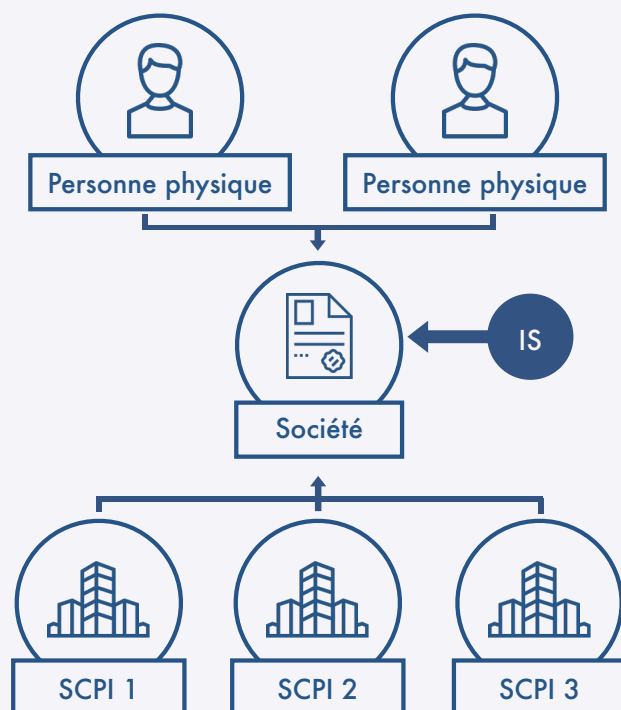 Personne physique
Personne physique
IS
Société
SCPI 1
SCPI 2
SCPI 3